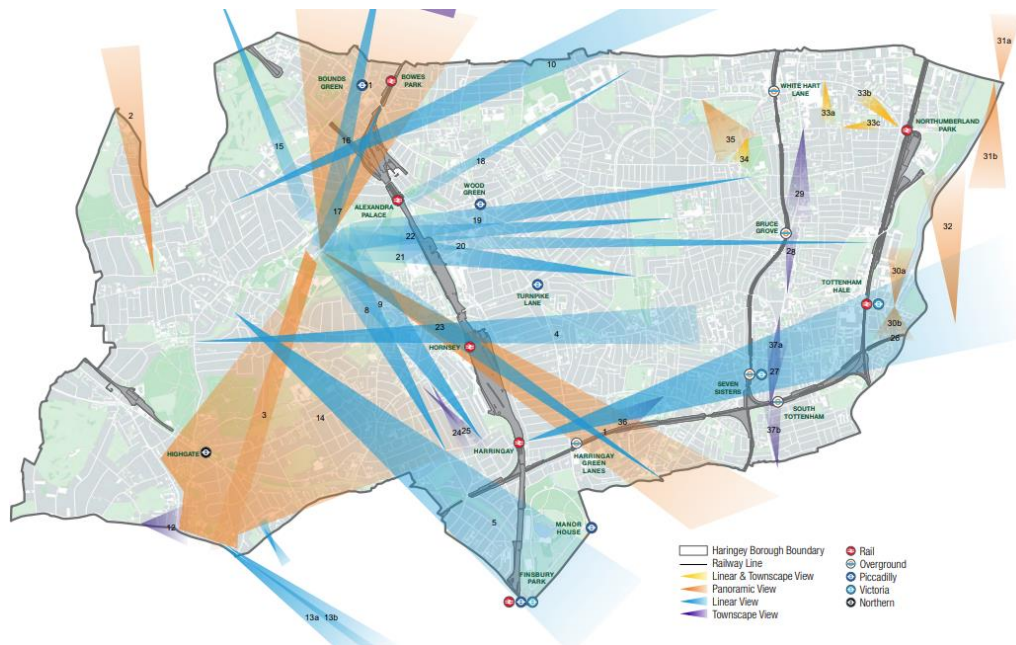 31a
10
BOUNDS
GREEN
1
BOWES
PARK
WHITE HART
LANE
33b
33a
33c
NORTHUMBERLAND
PARK
2
16
15
35
34
31b
18
WOOD
GREEN
ALEXANDRA
PALACE
29
17
19
32
22
20
BRUCE
GROVE
28
21
30a
TURNPIKE
LANE
TOTTENHAM
HALE
9
8
30b
23
4
26
HORNSEY
37a
27
SEVEN
SISTERS
SOUTH
TOTTENHAM
3
14
36
24
25
1
37b
HIGHGATE
HARRINGAY
HARRINGAY
GREEN
LANES
12
5
MANOR
HOUSE
FINSBURY
PARK
13a 13b
Haringey Borough Boundary
Railway Line
Linear & Townscape View
Panoramic View
Linear View
Townscape View
Rail
Overground
Piccadilly
Victoria
Northern